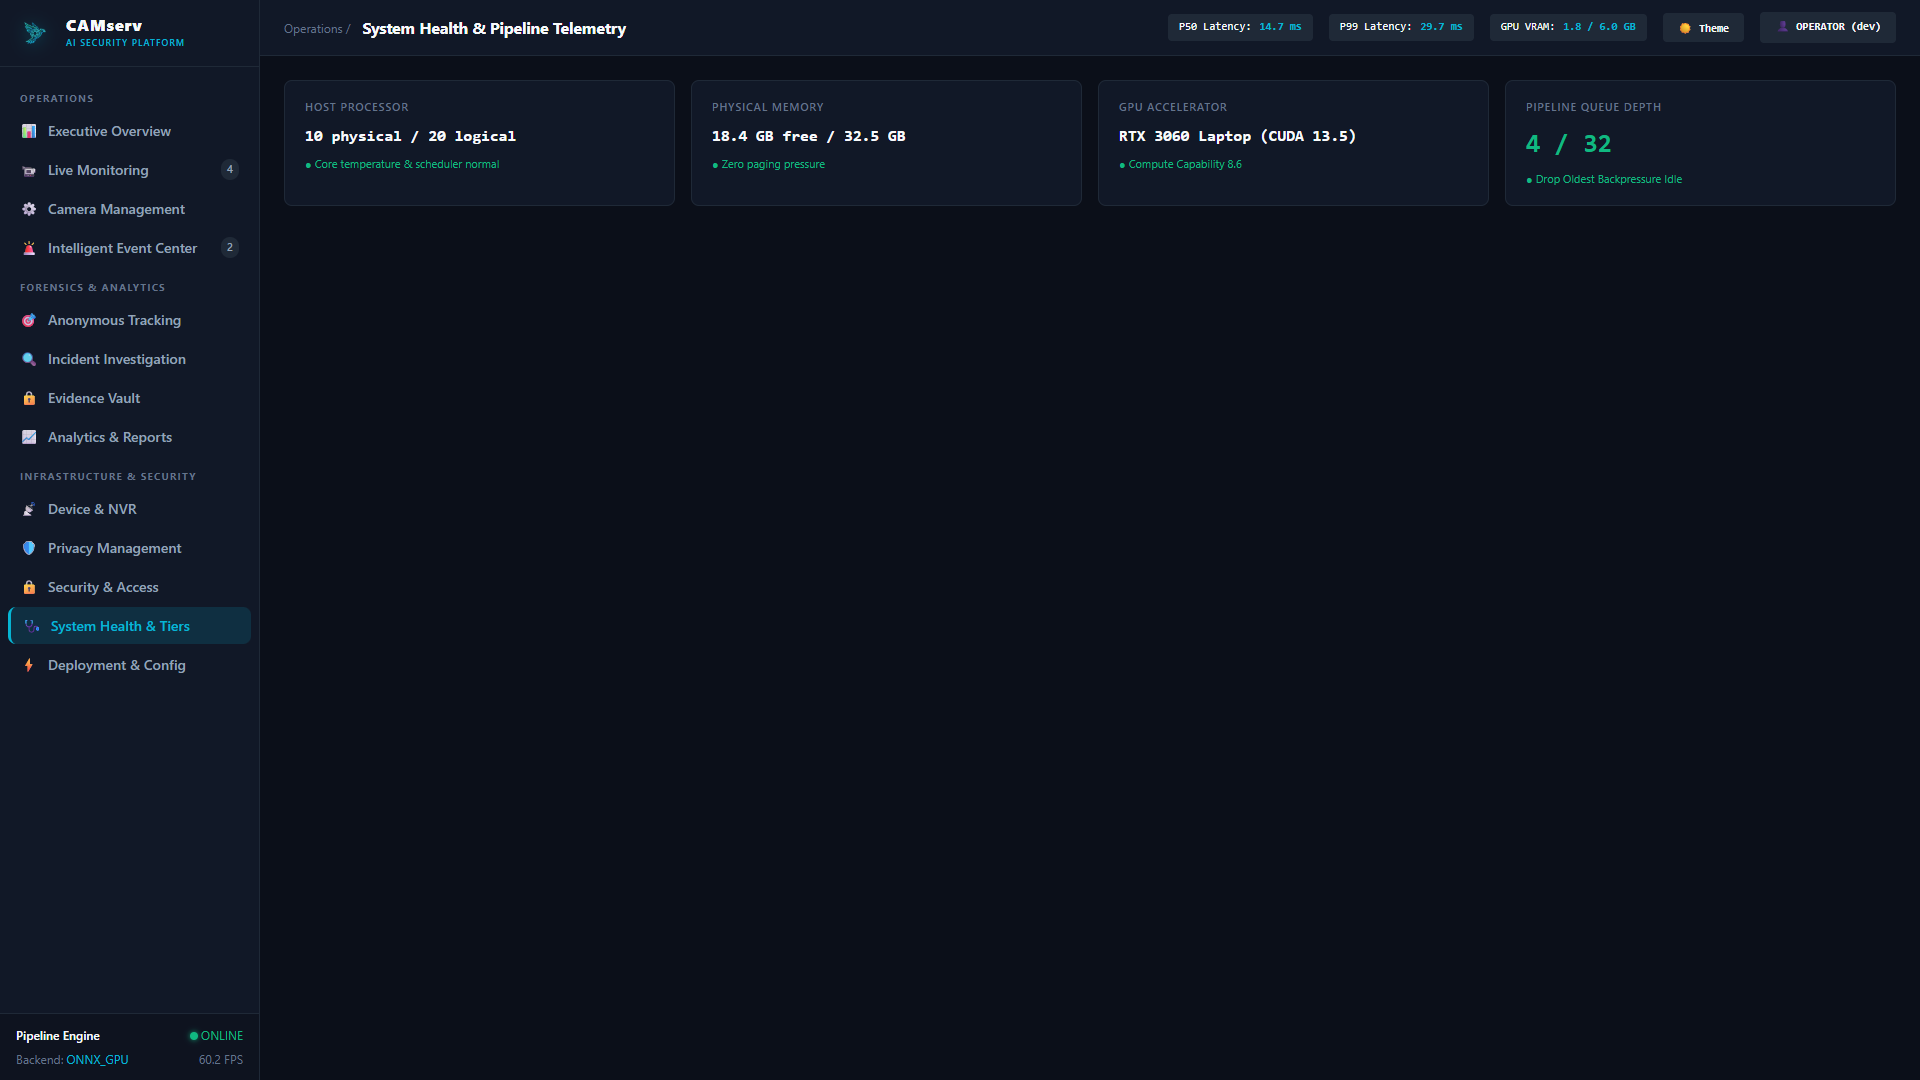 CAMserv
AI SECURITY PLATFORM
OPERATIONS
Executive Overview
Live Monitoring 4
Camera Management
Intelligent Event Center 2
FORENSICS & ANALYTICS
Anonymous Tracking
Incident Investigation
Evidence Vault
Analytics & Reports
INFRASTRUCTURE & SECURITY
Device & NVR
Privacy Management
Security & Access
System Health & Tiers
Deployment & Config
Pipeline Engine ONLINE
Backend: ONNX_GPU 60.2 FPS
Operations / System Health & Pipeline Telemetry
P50 Latency: 14.7 ms
P99 Latency: 29.7 ms
GPU VRAM: 1.8 / 6.0 GB
Theme
OPERATOR (dev)
HOST PROCESSOR
10 physical / 20 logical
● Core temperature & scheduler normal
PHYSICAL MEMORY
18.4 GB free / 32.5 GB
● Zero paging pressure
GPU ACCELERATOR
RTX 3060 Laptop (CUDA 13.5)
● Compute Capability 8.6
PIPELINE QUEUE DEPTH
4 / 32
● Drop Oldest Backpressure Idle